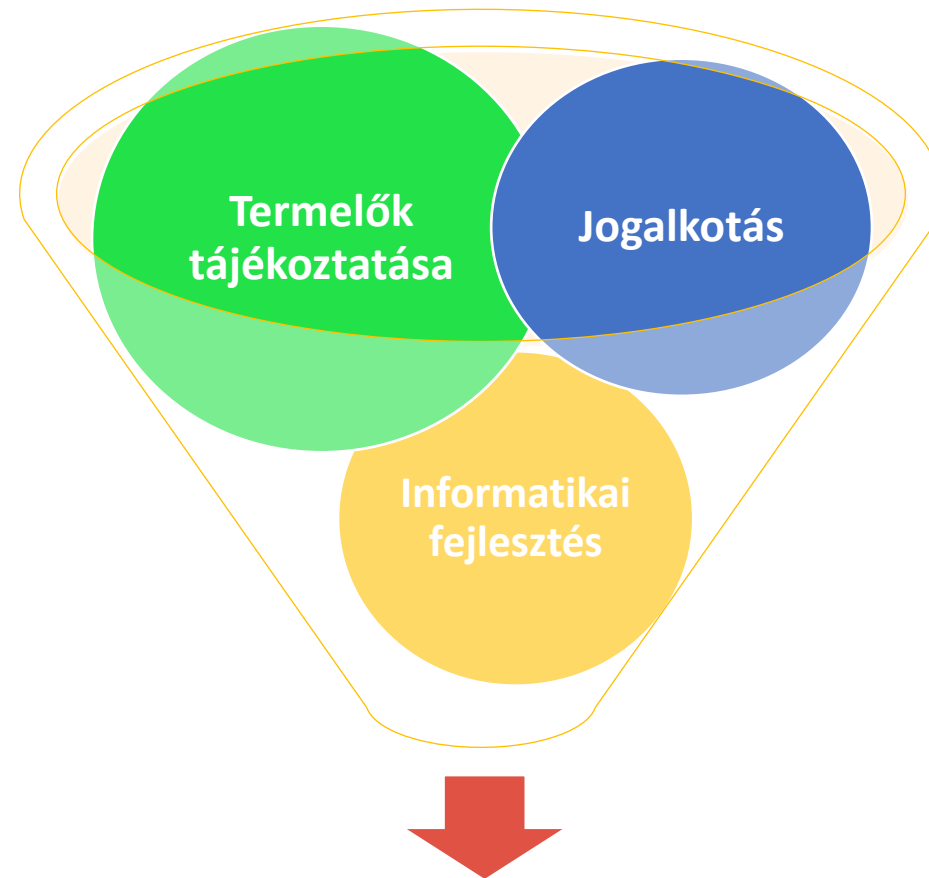 Termelők
tájékoztatása
Jogalkotás
Informatikai
fejlesztés